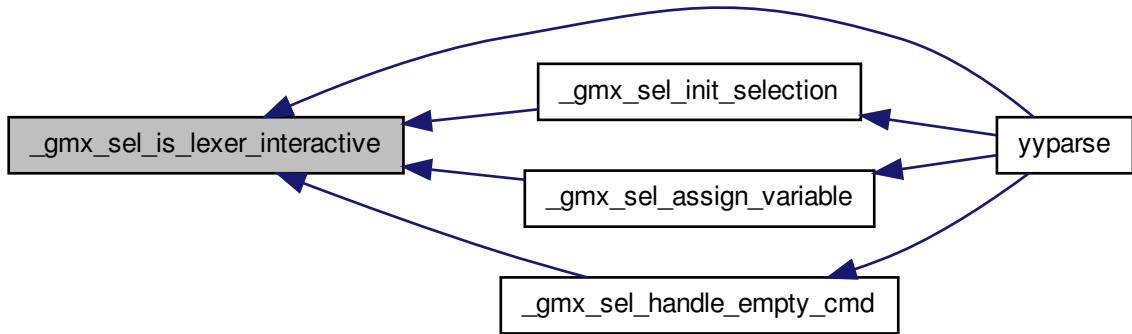 _gmx_sel_init_selection
_gmx_sel_is_lexer_interactive
yyparse
_gmx_sel_assign_variable
_gmx_sel_handle_empty_cmd